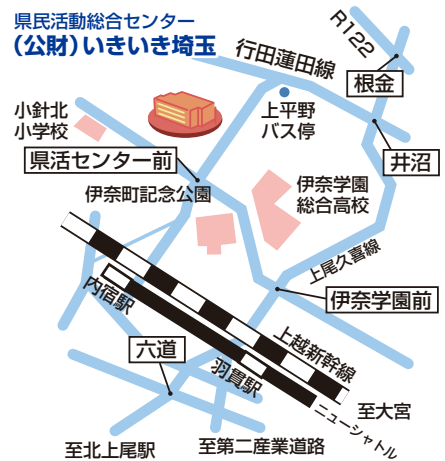 県民活動総合センター
(公財)いきいき埼玉
R122
行田蓮田線
根金
上平野
バス停
小針北
小学校
井沼
県活センター前
伊奈町記念公園
伊奈学園
総合高校
上尾久喜線
伊奈学園前
内宿駅
上越新幹線
六道
羽貫駅
ニューシャトル
至大宮
至北上尾駅
至第二産業道路